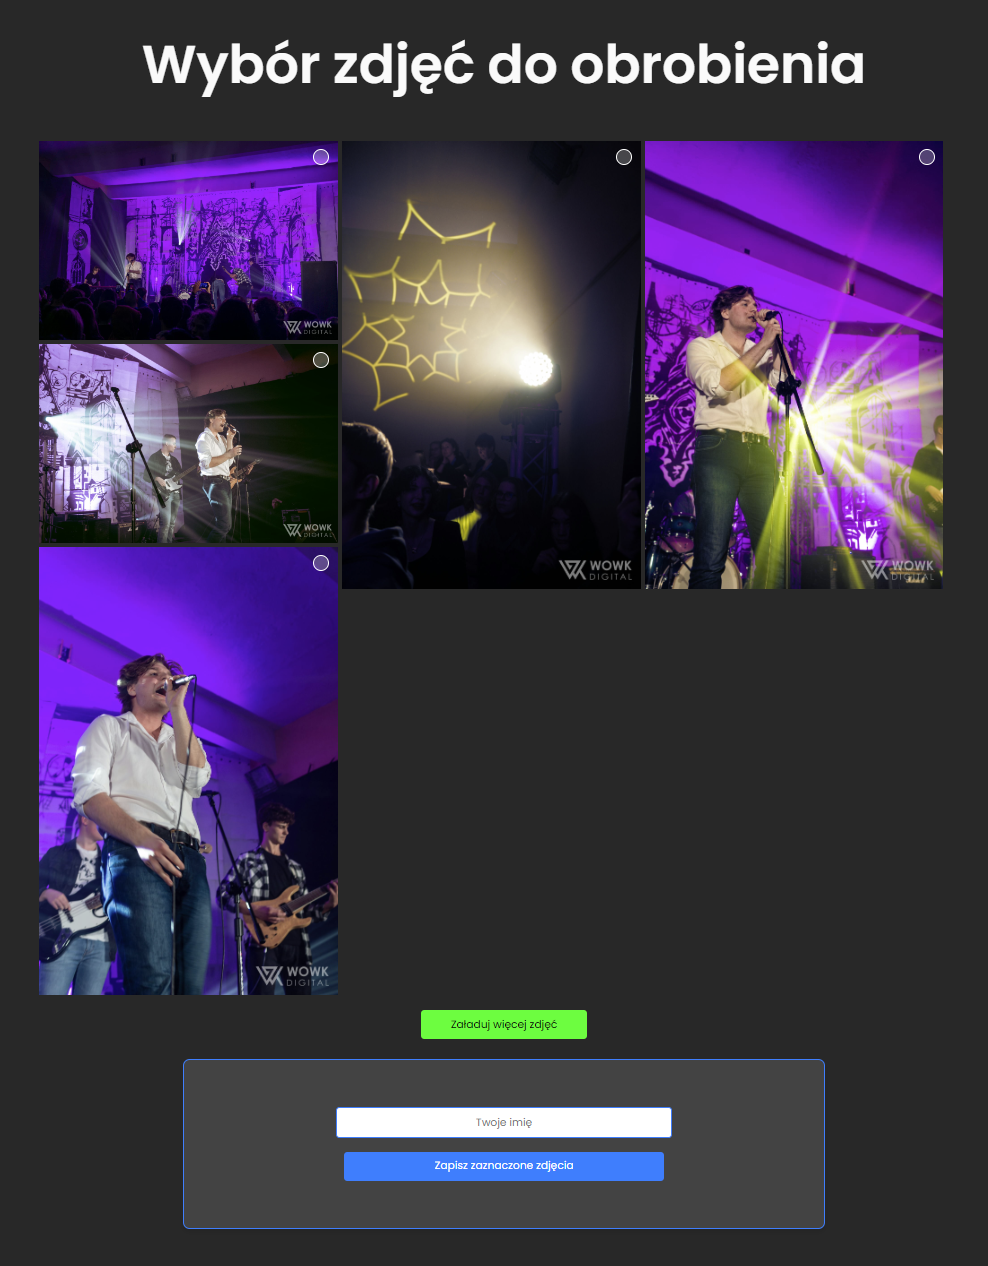 Wybór zdjęć do obrobienia
WOWK
DIGITAL
WOWK
DIGITAL
WOWK
DIGITAL
WOWK
DIGITAL
WOWK
DIGITAL
Załaduj więcej zdjęć
Twoje imię
Zapisz zaznaczone zdjęcia